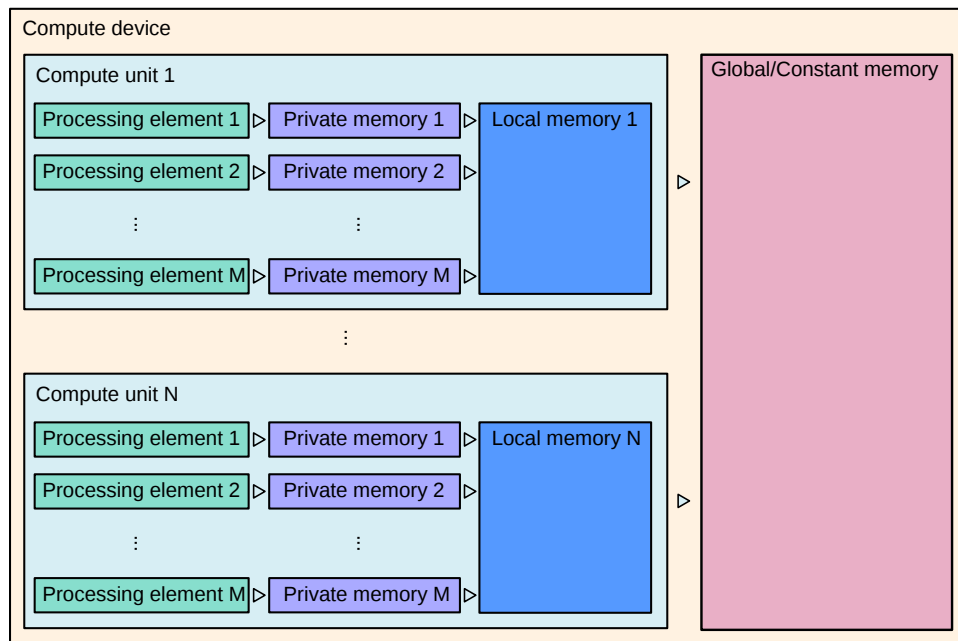 Compute device
Compute unit 1
Global/Constant memory
Processing element 1
Private memory 1
Local memory 1
Processing element 2
Private memory 2
⋮
⋮
Processing element M
Private memory M
⋮
Compute unit N
Processing element 1
Private memory 1
Local memory N
Processing element 2
Private memory 2
⋮
⋮
Processing element M
Private memory M